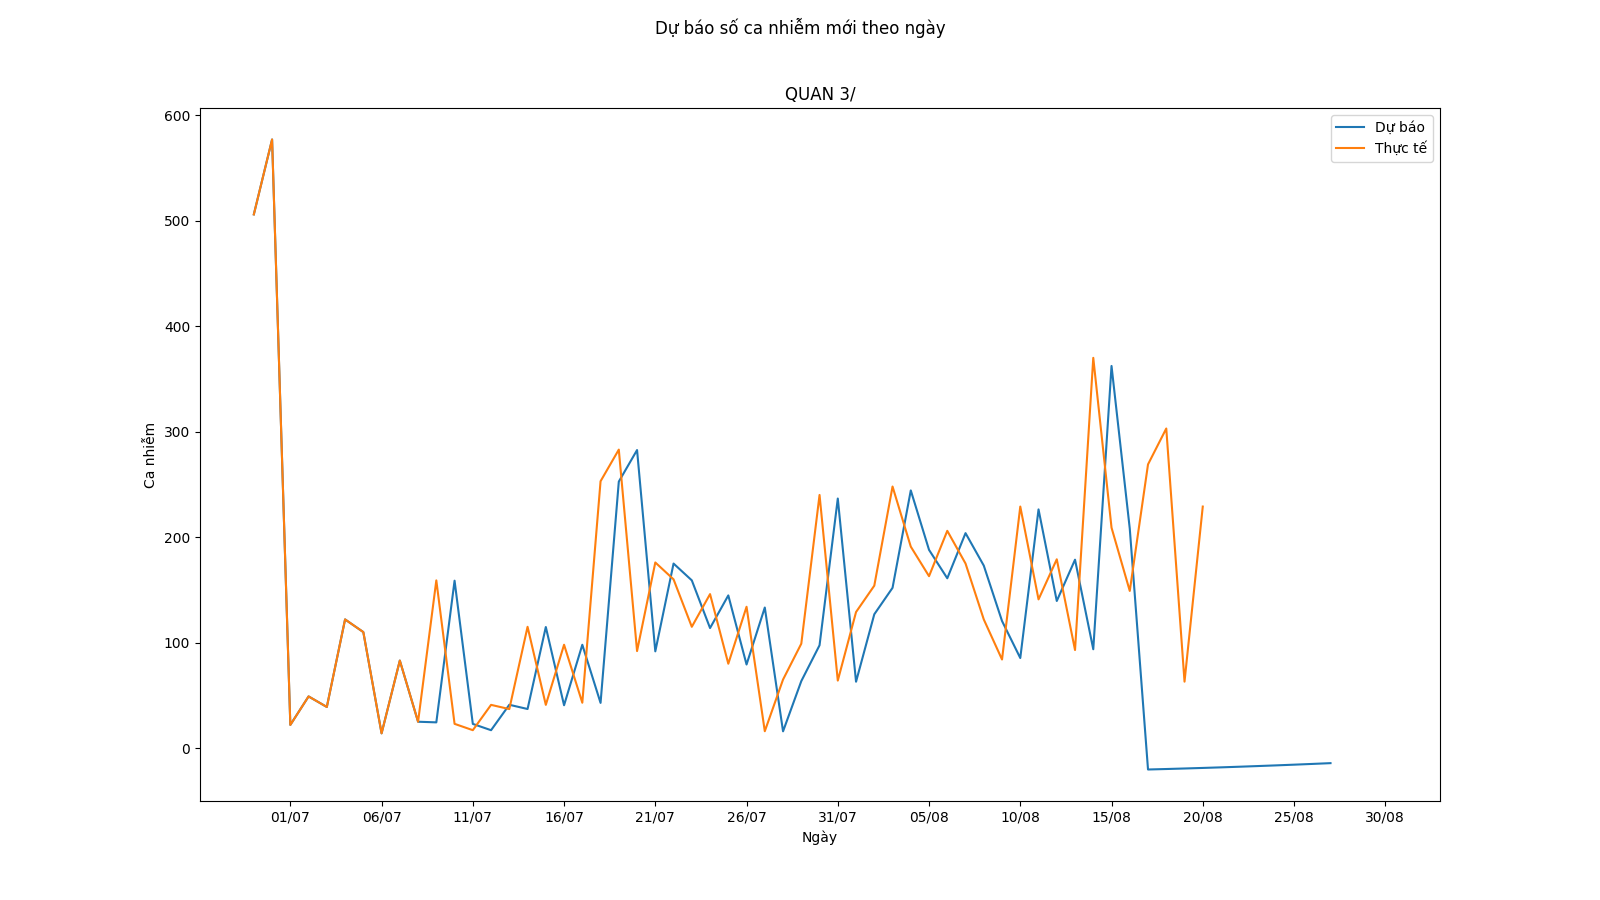 Dự báo số ca nhiễm mới theo ngày
QUAN 3/
600
500
400
300
200
100
0
Ca nhiễm
Dự báo
Thực tế
01/07 06/07 11/07 16/07 21/07 26/07 31/07 05/08 10/08 15/08 20/08 25/08 30/08
Ngày